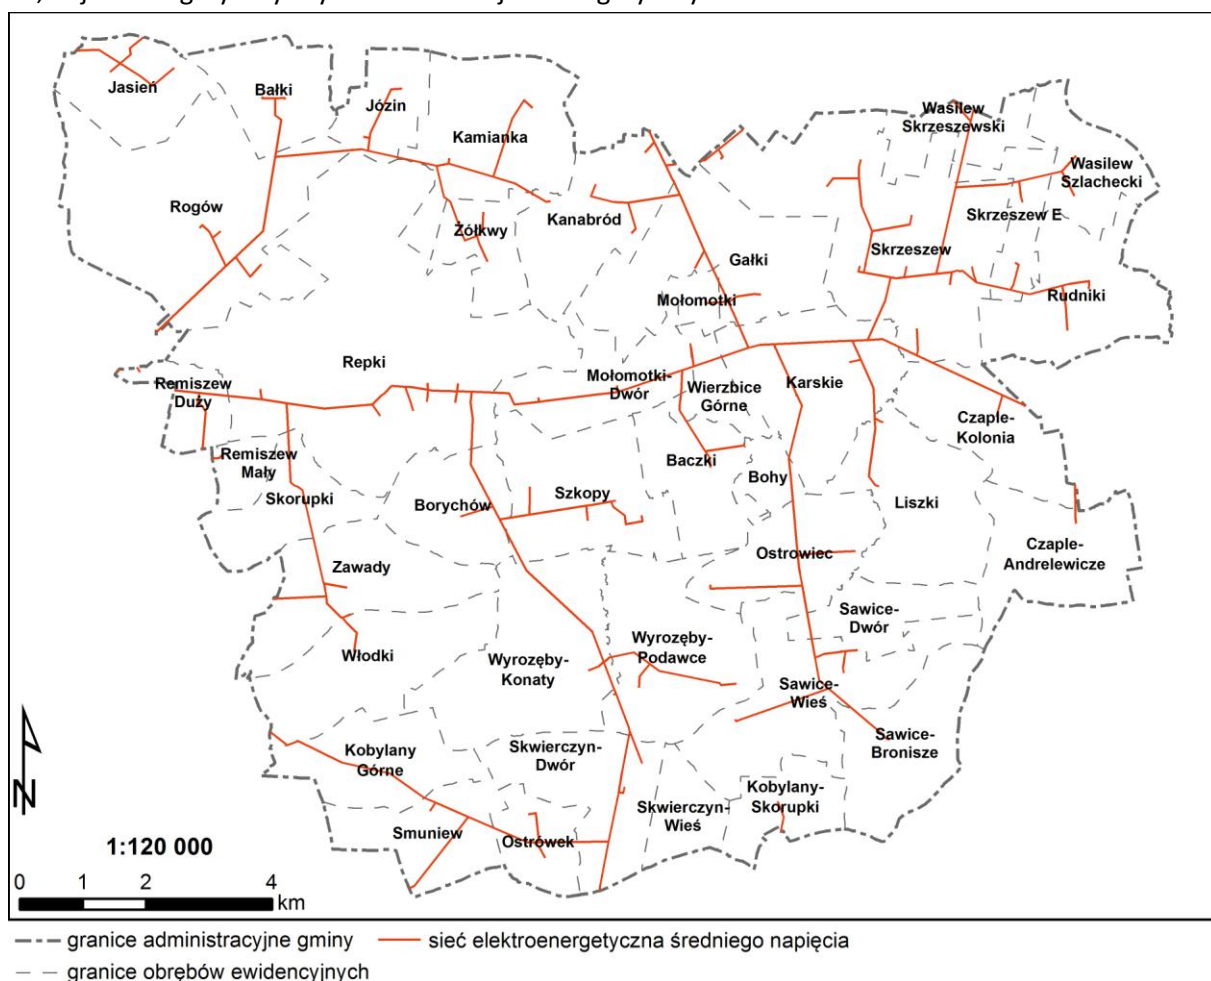 Jasień
Bałki
Józin
Kamianka
Wasilew
Skrzeszewski
Wasilew
Szlachecki
Rogów
Żółkwy
Kanabród
Skrzeszew E
Skrzeszew
Gałki
Mołomotki
Rudniki
Repki
Remiszew
Duży
Mołomotki-
Dwór
Wierzbice
Górne
Karskie
Czaple-
Kolonia
Remiszew
Mały
Skorupki
Baczki
Bohy
Borychów
Szkopy
Liszki
Ostrowiec
Czaple-
Andrelewicze
Zawady
Sawice-
Dwór
Włodki
Wyrozęby-
Konaty
Wyrozęby-
Podawce
Sawice-
Wieś
Sawice-
Bronisze
Kobylany
Górne
Skwierczyn-
Dwór
Kobylany-
Skorupki
Skwierczyn-
Wieś
Smuniew
Ostrówek
N
1:120 000
0 1 2 4
km
granice administracyjne gminy
sieć elektroenergetyczna średniego napięcia
granice obrębów ewidencyjnych